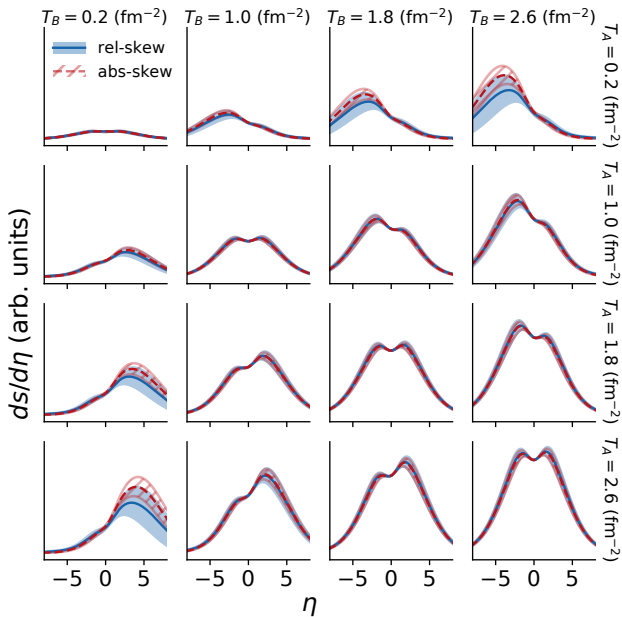 T_B = 0.2 (fm⁻²) T_B = 1.0 (fm⁻²) T_B = 1.8 (fm⁻²) T_B = 2.6 (fm⁻²)
rel-skew
abs-skew
T_A = 0.2 (fm⁻²)
T_A = 1.0 (fm⁻²)
T_A = 1.8 (fm⁻²)
T_A = 2.6 (fm⁻²)
ds/dη (arb. units)
−5 0 5 −5 0 5 −5 0 5 −5 0 5
η